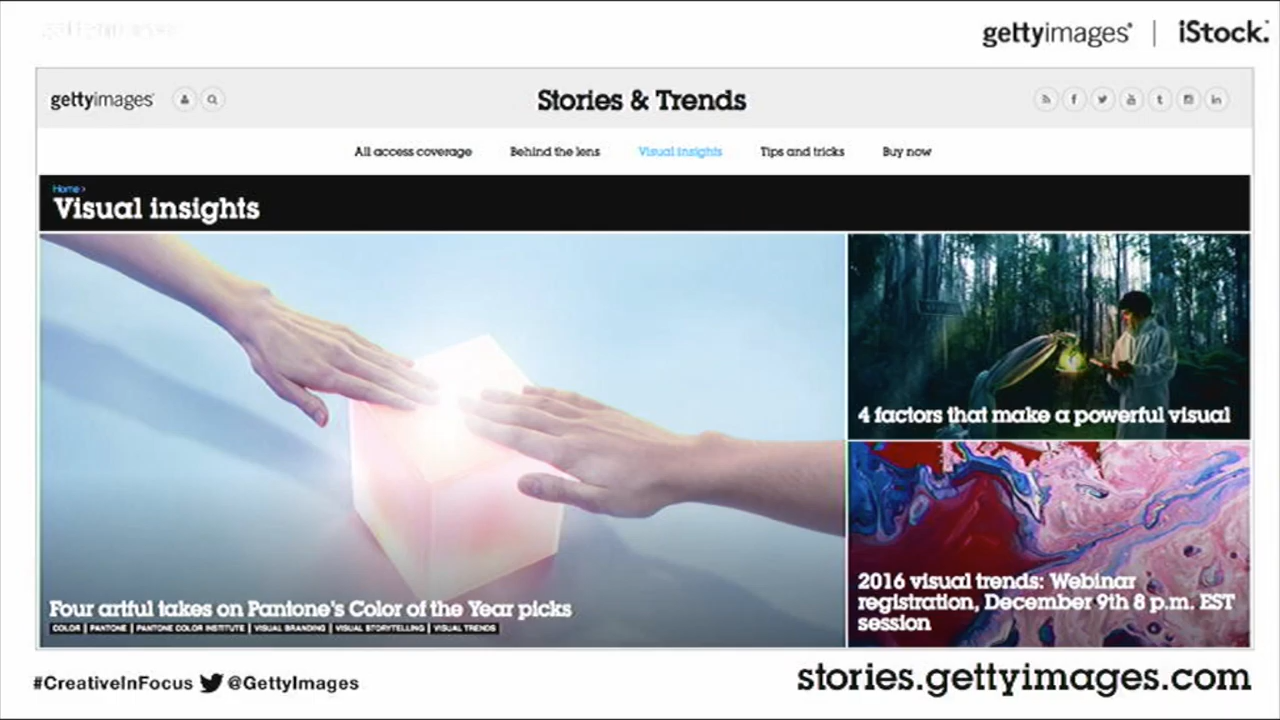 gettyimages® | iStock.
gettyimages®
Stories & Trends
All access coverage Behind the lens Visual insights Tips and tricks Buy now
Home >
Visual insights
4 factors that make a powerful visual
2016 visual trends: Webinar
registration, December 9th 8 p.m. EST
session
Four artful takes on Pantone's Color of the Year picks
COLOR | PANTONE | PANTONE COLOR INSTITUTE | VISUAL BRANDING | VISUAL STORYTELLING | VISUAL TRENDS
#CreativeInFocus @GettyImages
stories.gettyimages.com